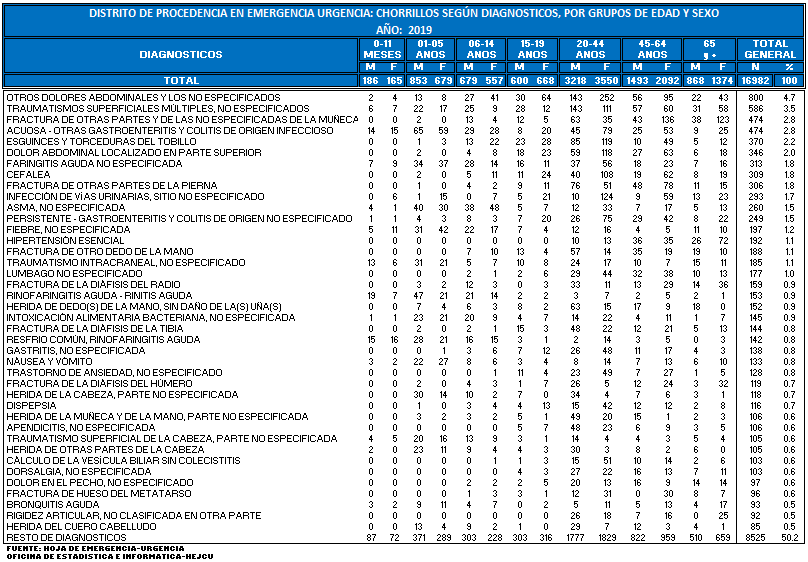 DISTRITO DE PROCEDENCIA EN EMERGENCIA URGENCIA: CHORRILLOS SEGÚN DIAGNOSTICOS, POR GRUPOS DE EDAD Y SEXO
AÑO: 2019
DIAGNOSTICOS 0-11 MESES 01-05 AÑOS 06-14 AÑOS 15-19 AÑOS 20-44 AÑOS 45-64 AÑOS 65 y + TOTAL GENERAL
M F M F M F M F M F M F M F N %
TOTAL 186 165 853 679 679 557 600 668 3218 3550 1493 2092 868 1374 16982 100
OTROS DOLORES ABDOMINALES Y LOS NO ESPECIFICADOS 2 4 13 8 27 41 30 64 143 252 56 95 22 43 800 4.7
TRAUMATISMOS SUPERFICIALES MÚLTIPLES, NO ESPECIFICADOS 6 7 22 17 25 9 28 12 143 111 57 60 31 58 586 3.5
FRACTURA DE OTRAS PARTES Y DE LAS NO ESPECIFICADAS DE LA MUÑECA 0 0 2 0 13 4 12 5 63 35 43 136 38 123 474 2.8
ACUOSA - OTRAS GASTROENTERITIS Y COLITIS DE ORIGEN INFECCIOSO 14 15 65 59 29 28 8 20 45 79 25 53 9 25 474 2.8
ESGUINCES Y TORCEDURAS DEL TOBILLO 0 0 1 3 13 22 23 28 85 119 10 49 5 12 370 2.2
DOLOR ABDOMINAL LOCALIZADO EN PARTE SUPERIOR 0 0 2 0 4 8 18 23 59 118 27 63 6 18 346 2.0
FARINGITIS AGUDA NO ESPECIFICADA 7 9 34 37 28 14 16 11 37 56 18 23 7 16 313 1.8
CEFALEA 0 0 2 0 5 11 11 24 40 108 19 62 8 19 309 1.8
FRACTURA DE OTRAS PARTES DE LA PIERNA 0 0 1 0 4 2 9 11 76 51 48 78 11 15 306 1.8
INFECCIÓN DE VÍAS URINARIAS, SITIO NO ESPECIFICADO 0 6 1 15 0 7 5 21 10 124 9 59 13 23 293 1.7
ASMA, NO ESPECIFICADA 4 1 40 30 38 48 5 7 12 33 7 17 5 13 260 1.5
PERSISTENTE - GASTROENTERITIS Y COLITIS DE ORIGEN NO ESPECIFICADO 1 1 4 3 8 3 7 20 26 75 29 42 8 22 249 1.5
FIEBRE, NO ESPECIFICADA 5 11 31 42 22 17 7 4 12 16 4 5 11 10 197 1.2
HIPERTENSIÓN ESENCIAL 0 0 0 0 0 0 0 0 10 13 36 35 26 72 192 1.1
FRACTURA DE OTRO DEDO DE LA MANO 0 0 0 0 7 10 13 4 57 14 35 19 19 10 188 1.1
TRAUMATISMO INTRACRANEAL, NO ESPECIFICADO 13 6 31 21 5 7 10 8 24 17 10 7 15 11 185 1.1
LUMBAGO NO ESPECIFICADO 0 0 0 0 2 1 2 6 29 44 32 38 10 13 177 1.0
FRACTURA DE LA DIÁFISIS DEL RADIO 0 0 3 2 12 3 0 3 33 11 13 29 14 36 159 0.9
RINOFARINGITIS AGUDA - RINITIS AGUDA 19 7 47 21 21 14 2 2 3 7 2 5 2 1 153 0.9
HERIDA DE DEDO(S) DE LA MANO, SIN DAÑO DE LA(S) UÑA(S) 0 0 7 4 6 3 8 2 63 15 17 9 18 0 152 0.9
INTOXICACIÓN ALIMENTARIA BACTERIANA, NO ESPECIFICADA 1 1 23 21 20 9 4 7 14 22 4 11 1 7 145 0.9
FRACTURA DE LA DIÁFISIS DE LA TIBIA 0 0 2 0 2 1 15 3 48 22 12 21 5 13 144 0.8
RESFRIO COMÚN, RINOFARINGITIS AGUDA 15 16 28 21 16 15 3 1 2 14 3 5 0 3 142 0.8
GASTRITIS, NO ESPECIFICADA 0 0 0 1 3 6 7 12 26 48 11 17 4 3 138 0.8
NÁUSEA Y VÓMITO 3 2 22 27 8 6 3 4 8 14 7 13 6 10 133 0.8
TRASTORNO DE ANSIEDAD, NO ESPECIFICADO 0 0 0 0 0 1 11 4 23 49 7 27 1 5 128 0.8
FRACTURA DE LA DIÁFISIS DEL HÚMERO 0 0 2 0 4 3 1 7 26 5 12 24 3 32 119 0.7
HERIDA DE LA CABEZA, PARTE NO ESPECIFICADA 0 0 30 14 10 2 7 0 34 4 7 6 3 1 118 0.7
DISPEPSIA 0 0 1 0 3 4 4 13 15 42 12 12 2 8 116 0.7
HERIDA DE LA MUÑECA Y DE LA MANO, PARTE NO ESPECIFICADA 0 0 3 2 3 2 5 1 49 20 15 1 2 3 106 0.6
APENDICITIS, NO ESPECIFICADA 0 0 0 0 0 0 5 7 48 23 6 9 3 5 106 0.6
TRAUMATISMO SUPERFICIAL DE LA CABEZA, PARTE NO ESPECIFICADA 4 5 20 16 13 9 3 1 14 4 4 3 5 4 105 0.6
HERIDA DE OTRAS PARTES DE LA CABEZA 2 0 23 11 9 4 4 3 30 3 8 2 6 0 105 0.6
CÁLCULO DE LA VESÍCULA BILIAR SIN COLECISTITIS 0 0 0 0 0 1 1 3 15 51 10 14 2 6 103 0.6
DORSALGIA, NO ESPECIFICADA 0 0 0 0 0 0 4 3 27 22 16 13 7 11 103 0.6
DOLOR EN EL PECHO, NO ESPECIFICADO 0 0 0 0 2 2 2 5 20 13 16 9 14 14 97 0.6
FRACTURA DE HUESO DEL METATARSO 0 0 0 0 1 3 3 1 12 31 0 30 8 7 96 0.6
BRONQUITIS AGUDA 3 2 9 11 4 7 0 2 5 11 5 13 4 17 93 0.5
RIGIDEZ ARTICULAR, NO CLASIFICADA EN OTRA PARTE 0 0 0 0 0 0 0 0 26 18 7 16 0 25 92 0.5
HERIDA DEL CUERO CABELLUDO 0 0 13 4 9 2 1 0 29 7 12 3 4 1 85 0.5
RESTO DE DIAGNOSTICOS 87 72 371 289 303 228 303 316 1777 1829 822 959 510 659 8525 50.2
FUENTE: HOJA DE EMERGENCIA-URGENCIA
OFICINA DE ESTADISTICA E INFORMATICA-HEJCU